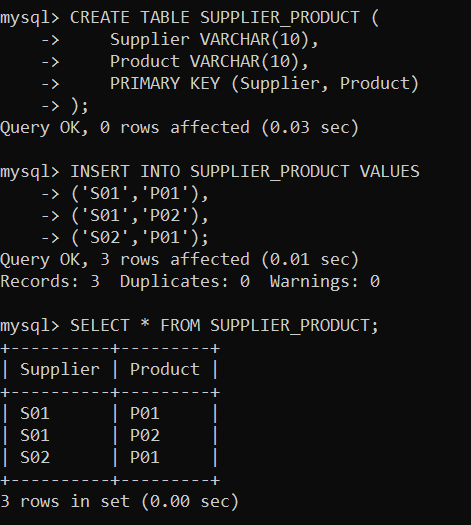 mysql> CREATE TABLE SUPPLIER_PRODUCT (
    ->     Supplier VARCHAR(10),
    ->     Product VARCHAR(10),
    ->     PRIMARY KEY (Supplier, Product)
    -> );
Query OK, 0 rows affected (0.03 sec)

mysql> INSERT INTO SUPPLIER_PRODUCT VALUES
    -> ('S01','P01'),
    -> ('S01','P02'),
    -> ('S02','P01');
Query OK, 3 rows affected (0.01 sec)
Records: 3  Duplicates: 0  Warnings: 0

mysql> SELECT * FROM SUPPLIER_PRODUCT;
+----------+---------+
| Supplier | Product |
+----------+---------+
| S01      | P01     |
| S01      | P02     |
| S02      | P01     |
+----------+---------+
3 rows in set (0.00 sec)